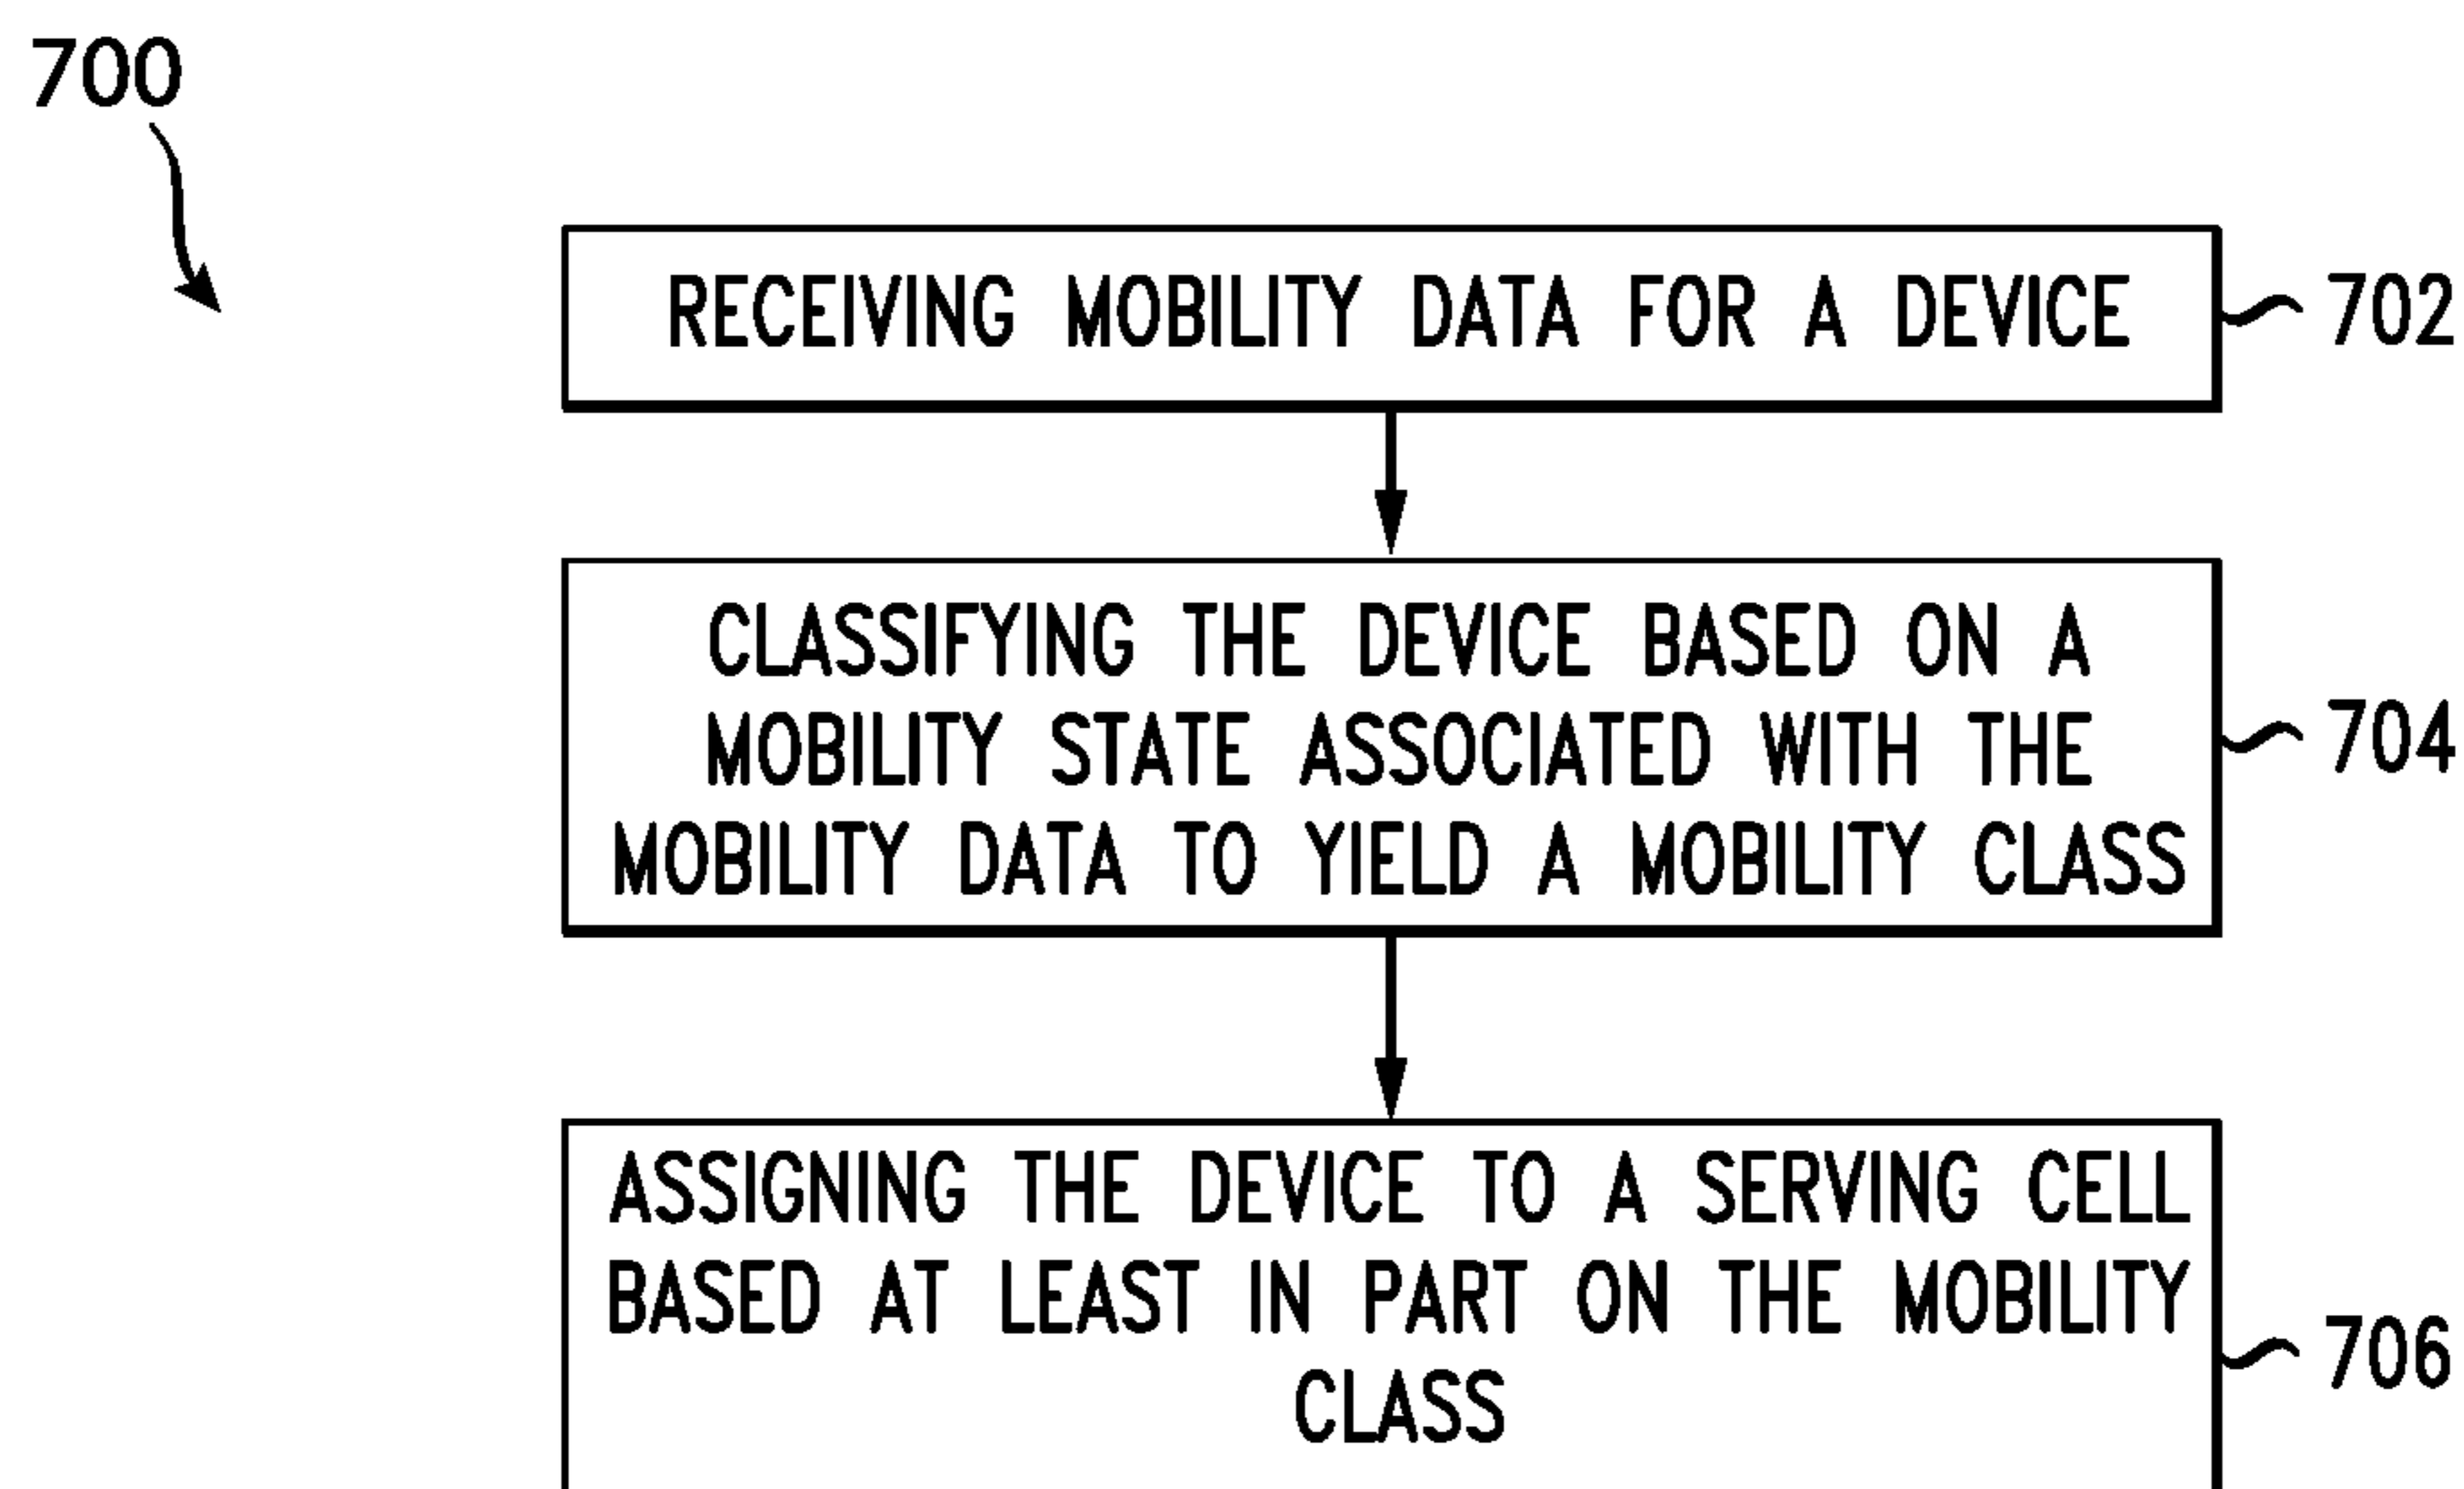 700
RECEIVING MOBILITY DATA FOR A DEVICE
702
CLASSIFYING THE DEVICE BASED ON A
MOBILITY STATE ASSOCIATED WITH THE
MOBILITY DATA TO YIELD A MOBILITY CLASS
704
ASSIGNING THE DEVICE TO A SERVING CELL
BASED AT LEAST IN PART ON THE MOBILITY
CLASS
706